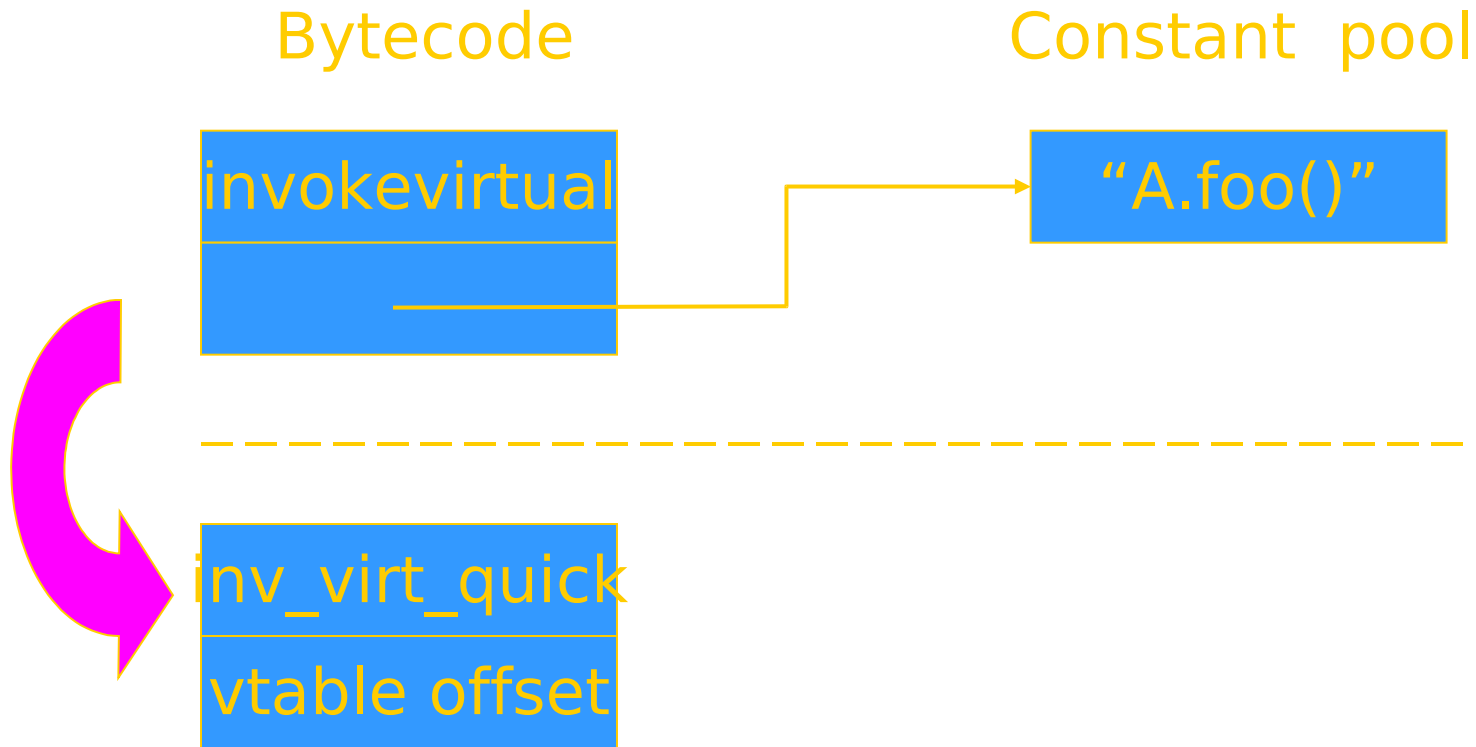 Bytecode
Constant pool
invokevirtual
“A.foo()”
inv_virt_quick
vtable offset